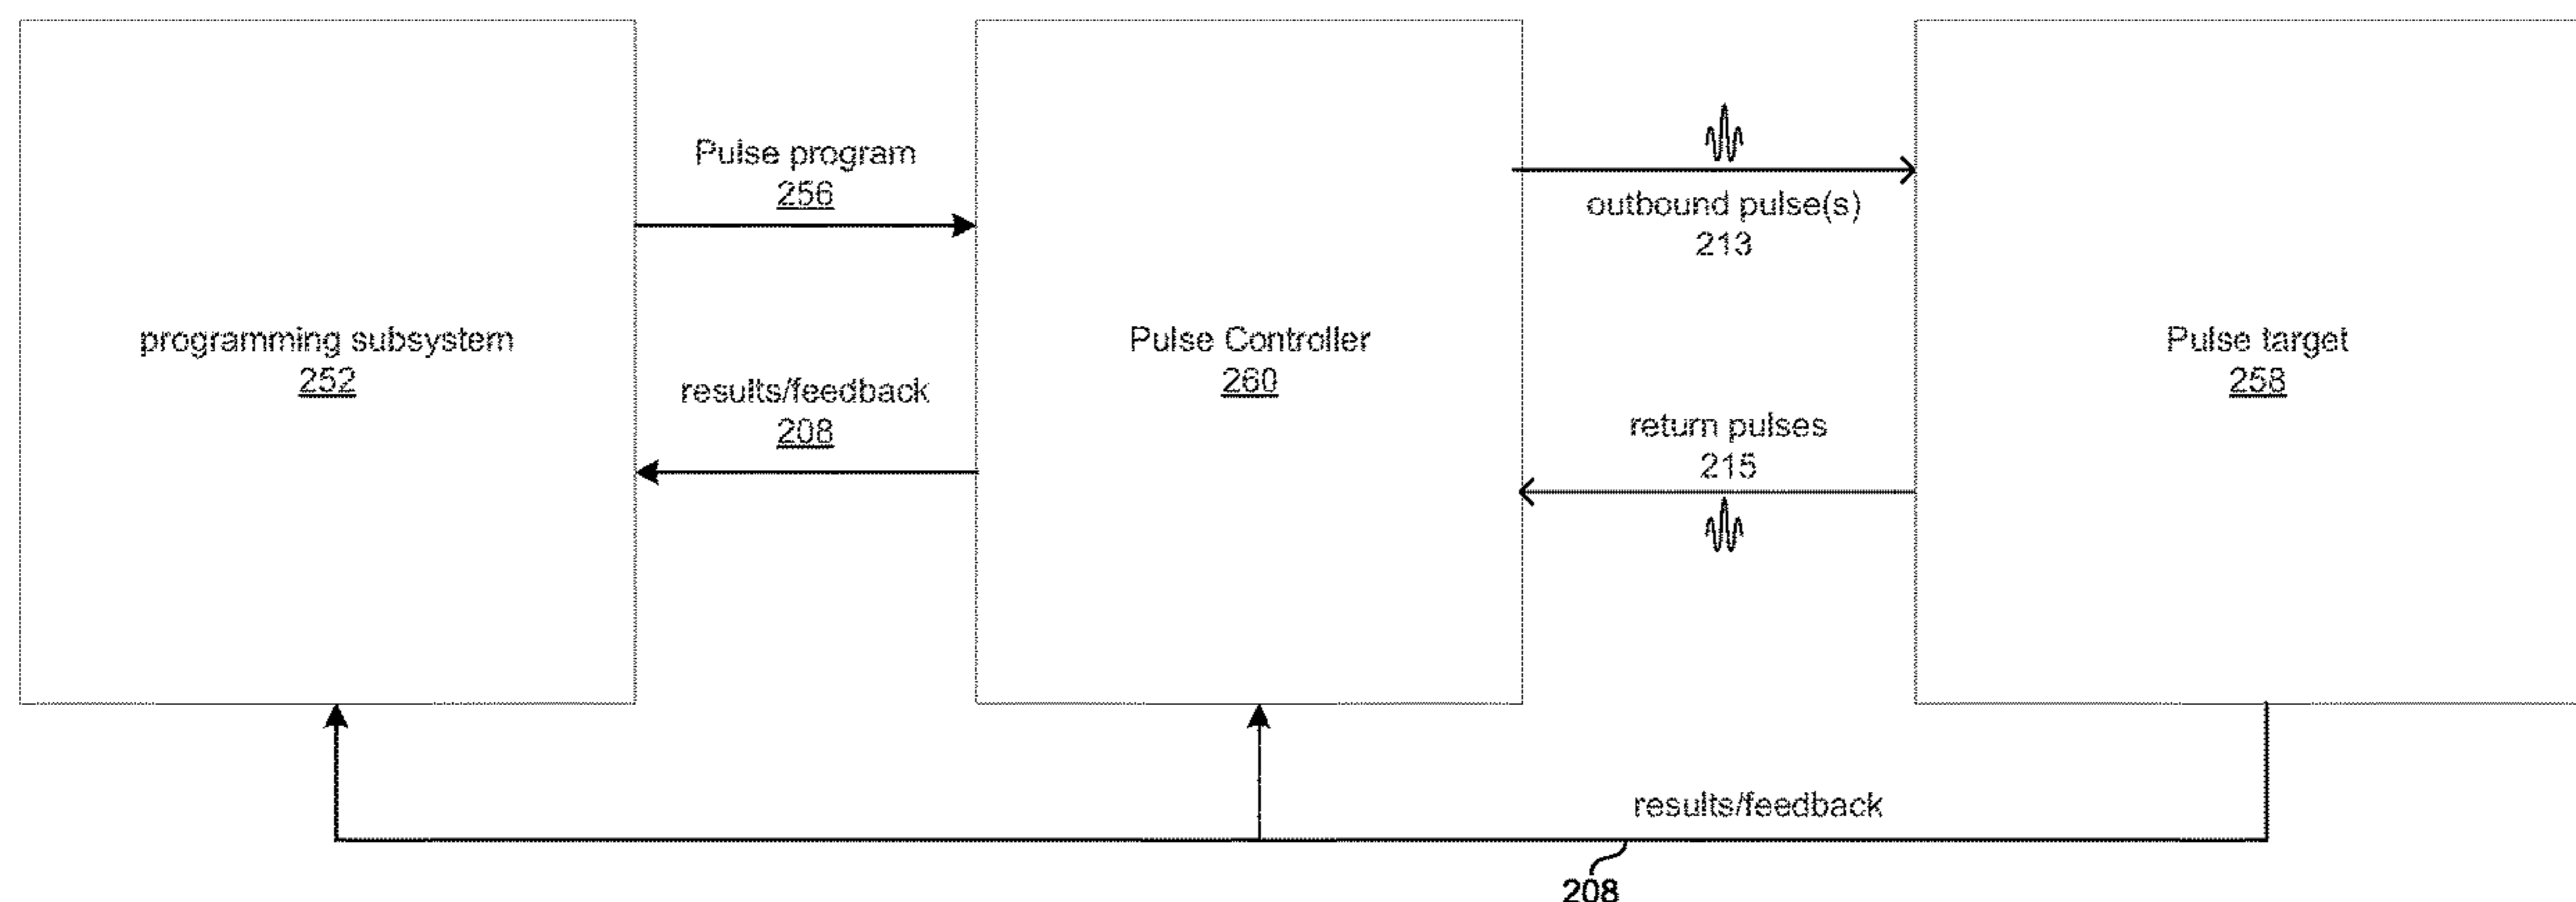 Pulse program
256
outbound pulse(s)
213
programming subsystem
252
results/feedback
208
Pulse Controller
260
return pulses
215
Pulse target
258
results/feedback
208